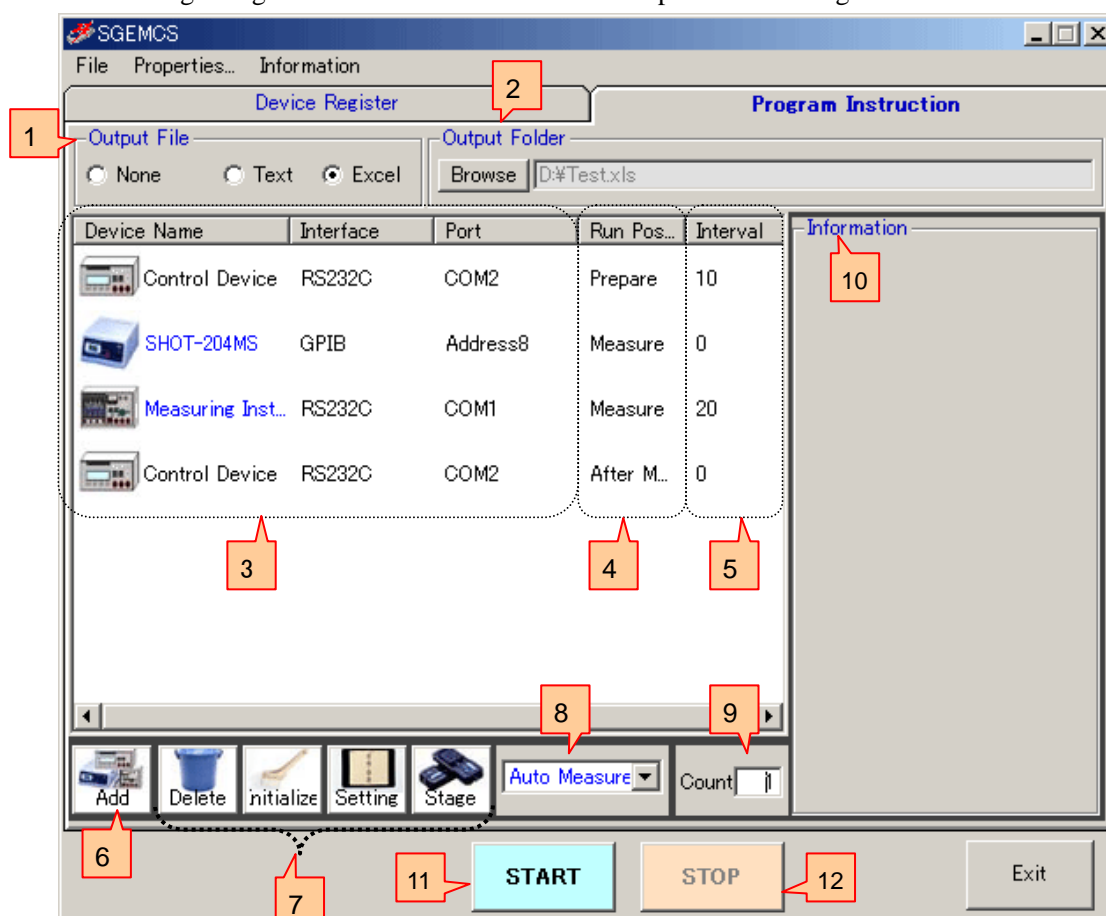 SGEMCS
File Properties... Information
2
Device Register Program Instruction
1
Output File Output Folder
None Text Excel Browse D:¥Test.xls
Device Name Interface Port Run Pos... Interval Information
10
Control Device RS232C COM2 Prepare 10
SHOT-204MS GPIB Address8 Measure 0
Measuring Inst... RS232C COM1 Measure 20
Control Device RS232C COM2 After M... 0
3 4 5
8 9
Auto Measure Count 1
Add Delete nitialize Setting Stage
6
7
11 START STOP 12 Exit